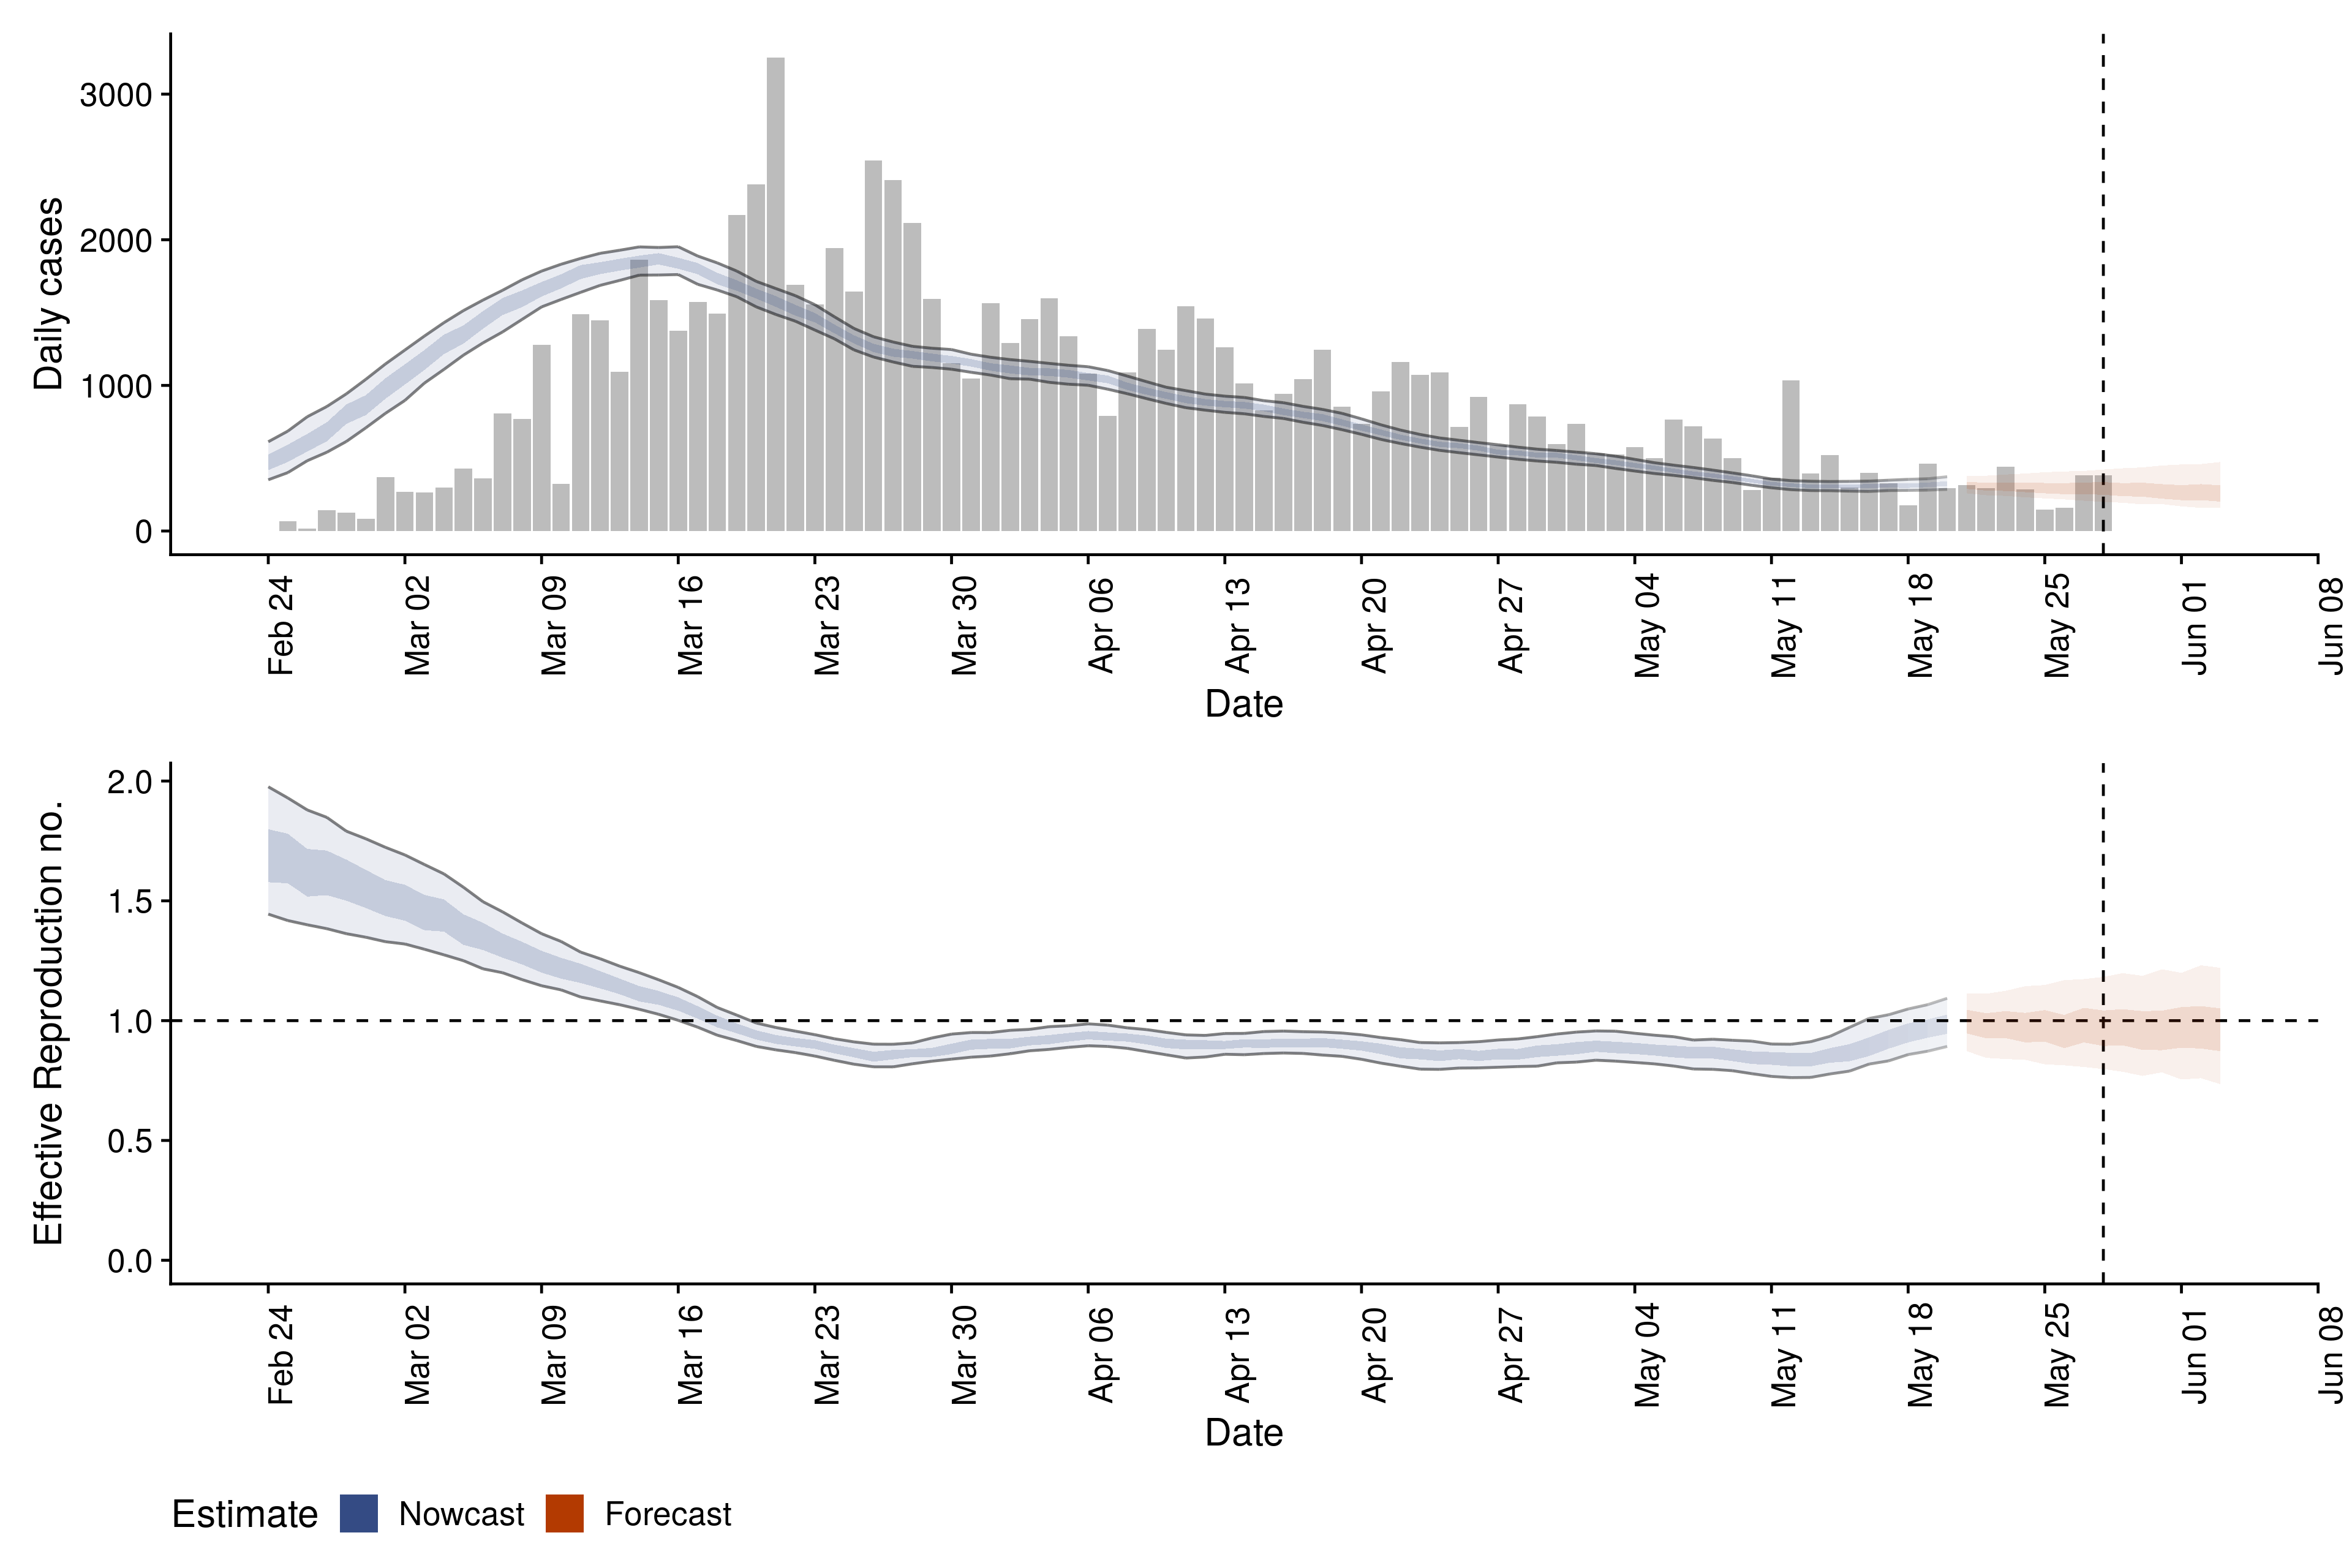 Daily cases
3000
2000
1000
0
Feb 24
Mar 02
Mar 09
Mar 16
Mar 23
Mar 30
Apr 06
Apr 13
Apr 20
Apr 27
May 04
May 11
May 18
May 25
Jun 01
Jun 08
Date
Effective Reproduction no.
2.0
1.5
1.0
0.5
0.0
Feb 24
Mar 02
Mar 09
Mar 16
Mar 23
Mar 30
Apr 06
Apr 13
Apr 20
Apr 27
May 04
May 11
May 18
May 25
Jun 01
Jun 08
Date
Estimate Nowcast Forecast